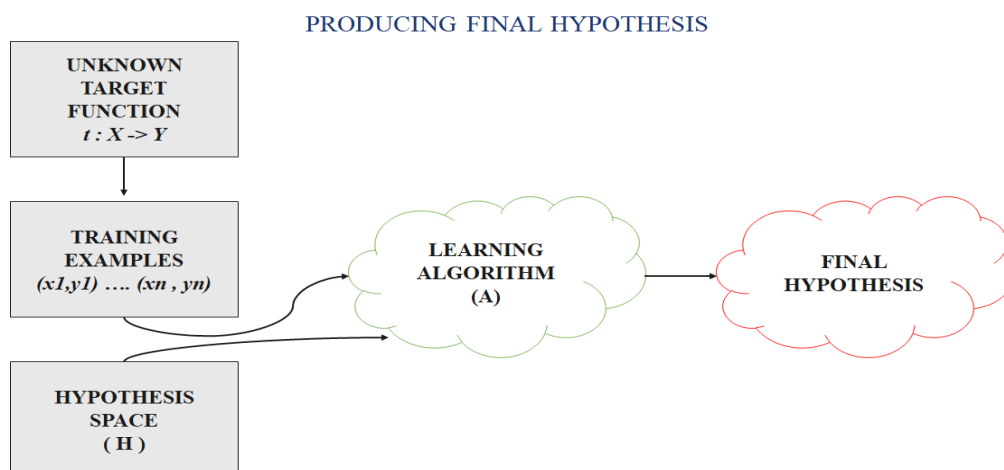 PRODUCING FINAL HYPOTHESIS
UNKNOWN
TARGET
FUNCTION
t : X -> Y
TRAINING
EXAMPLES
(x1,y1) .... (xn , yn)
HYPOTHESIS
SPACE
( H )
LEARNING
ALGORITHM
(A)
FINAL
HYPOTHESIS